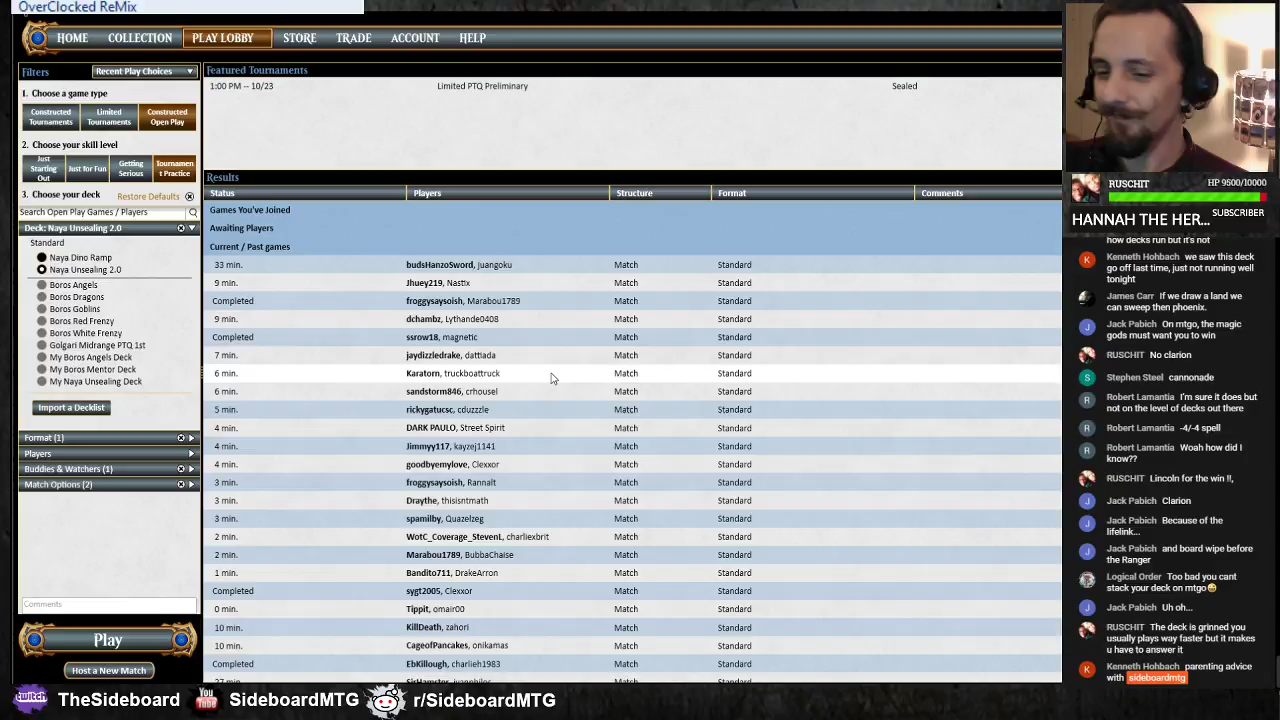 OverClocked ReMix
HOME COLLECTION PLAY LOBBY STORE TRADE ACCOUNT HELP
Filters Recent Play Choices
1. Choose a game type
Constructed Tournaments Limited Tournaments Constructed Open Play
2. Choose your skill level
Just Starting Out Just for Fun Getting Serious Tournament Practice
3. Choose your deck Restore Defaults
Search Open Play Games / Players
Deck: Naya Unsealing 2.0
Standard
Naya Dino Ramp
Naya Unsealing 2.0
Boros Angels
Boros Dragons
Boros Goblins
Boros Red Frenzy
Boros White Frenzy
Golgari Midrange PTQ 1st
My Boros Angels Deck
My Boros Mentor Deck
My Naya Unsealing Deck
Import a Decklist
Format (1)
Players
Buddies & Watchers (1)
Match Options (2)
Comments
Play
Host a New Match
Featured Tournaments
1:00 PM -- 10/23 Limited PTQ Preliminary Sealed
Results
Status Players Structure Format Comments
Games You've Joined
Awaiting Players
Current / Past games
33 min. budsHanzoSword, juangoku Match Standard
9 min. Jhuey219, Nastix Match Standard
Completed froggysaysoish, Marabou1789 Match Standard
9 min. dchambz, Lythande0408 Match Standard
Completed ssrow18, magnetic Match Standard
7 min. jaydizzledrake, dattiada Match Standard
6 min. Karatorn, truckboattruck Match Standard
6 min. sandstorm846, crhousel Match Standard
5 min. rickygatucsc, cduzzzle Match Standard
4 min. DARK PAULO, Street Spirit Match Standard
4 min. Jimmyy117, kayzej1141 Match Standard
4 min. goodbyemylove, Clexxor Match Standard
3 min. froggysaysoish, Rannalt Match Standard
3 min. Draythe, thisisntmath Match Standard
3 min. spamilby, Quazelzeg Match Standard
2 min. WotC_Coverage_StevenL, charliexbrit Match Standard
2 min. Marabou1789, BubbaChaise Match Standard
1 min. Bandito711, DrakeArron Match Standard
Completed sygt2005, Clexxor Match Standard
0 min. Tippit, omair00 Match Standard
10 min. KillDeath, zahori Match Standard
10 min. CageofPancakes, onikamas Match Standard
Completed EbKillough, charlieh1983 Match Standard
RUSCHIT HP 9500/10000
HANNAH THE HER... SUBSCRIBER
how decks run but it's not
Kenneth Hohbach we saw this deck
go off last time, just not running well
tonight
James Carr If we draw a land we
can sweep then phoenix.
Jack Pabich On mtgo, the magic
gods must want you to win
RUSCHIT No clarion
Stephen Steel cannonade
Robert Lamantia I'm sure it does but
not on the level of decks out there
Robert Lamantia -4/-4 spell
Robert Lamantia Woah how did I
know??
RUSCHIT Lincoln for the win !!,
Jack Pabich Clarion
Jack Pabich Because of the
lifelink...
Jack Pabich and board wipe before
the Ranger
Logical Order Too bad you cant
stack your deck on mtgo
Jack Pabich Uh oh...
RUSCHIT The deck is grinned you
usually plays way faster but it makes
u have to answer it
Kenneth Hohbach parenting advice
with sideboardmtg
TheSideboard SideboardMTG r/SideboardMTG